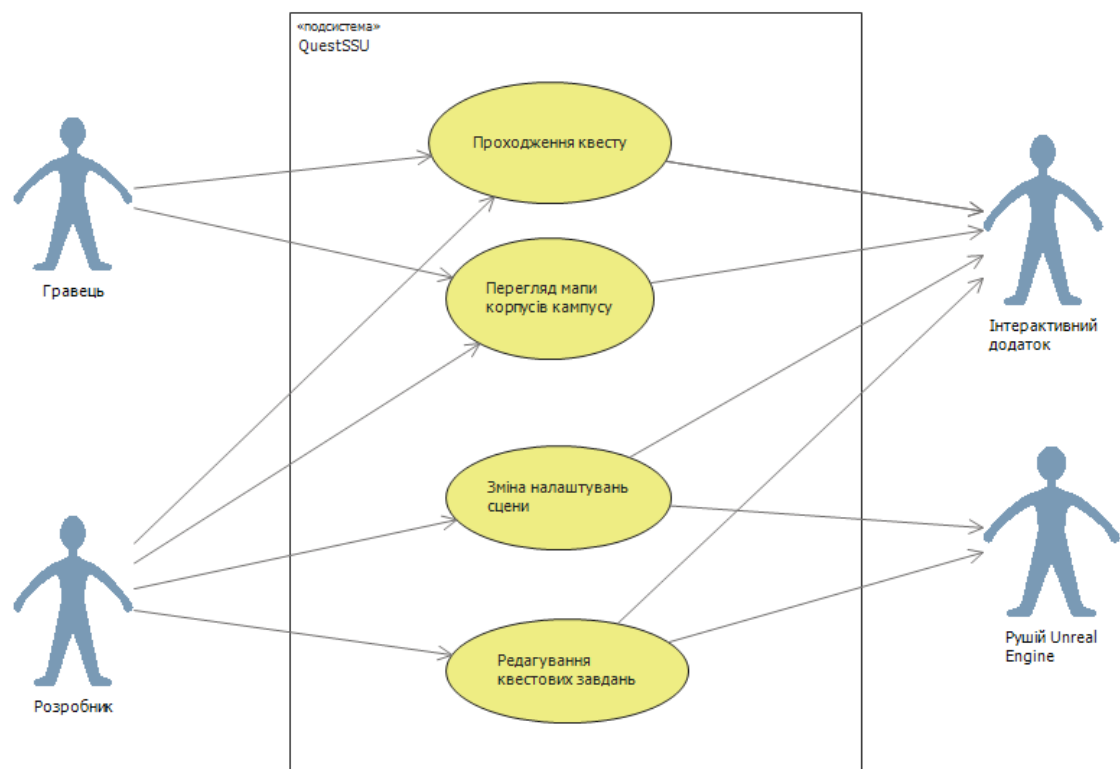 «подсистема»
QuestSSU
Проходження квесту
Гравець
Перегляд мапи
корпусів кампусу
Інтерактивний
додаток
Зміна налаштувань
сцени
Розробник
Редагування
квестових завдань
Рушій Unreal
Engine